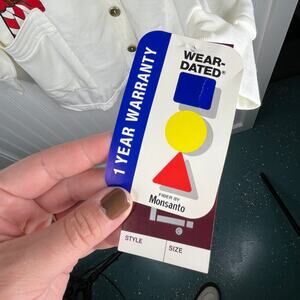 WEAR-
DATED®
1 YEAR WARRANTY
FIBER BY
Monsanto
STYLE
SIZE